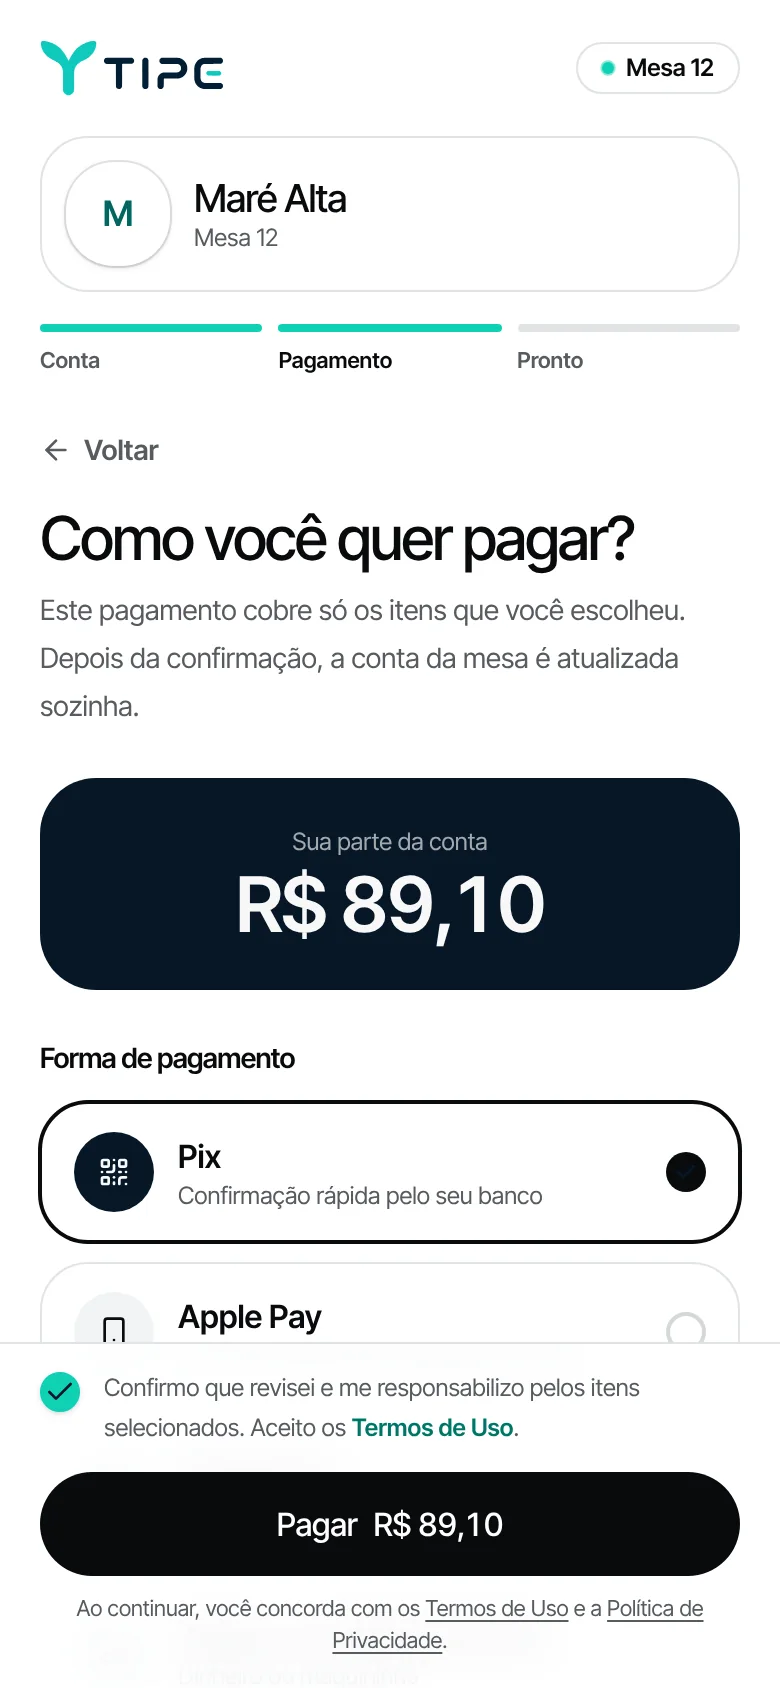 TIPE
Mesa 12
M
Maré Alta
Mesa 12
Conta
Pagamento
Pronto
Voltar
Como você quer pagar?
Este pagamento cobre só os itens que você escolheu.
Depois da confirmação, a conta da mesa é atualizada
sozinha.
Sua parte da conta
R$ 89,10
Forma de pagamento
Pix
Confirmação rápida pelo seu banco
Apple Pay
Confirmo que revisei e me responsabilizo pelos itens
selecionados. Aceito os Termos de Uso.
Pagar R$ 89,10
Ao continuar, você concorda com os Termos de Uso e a Política de
Privacidade.